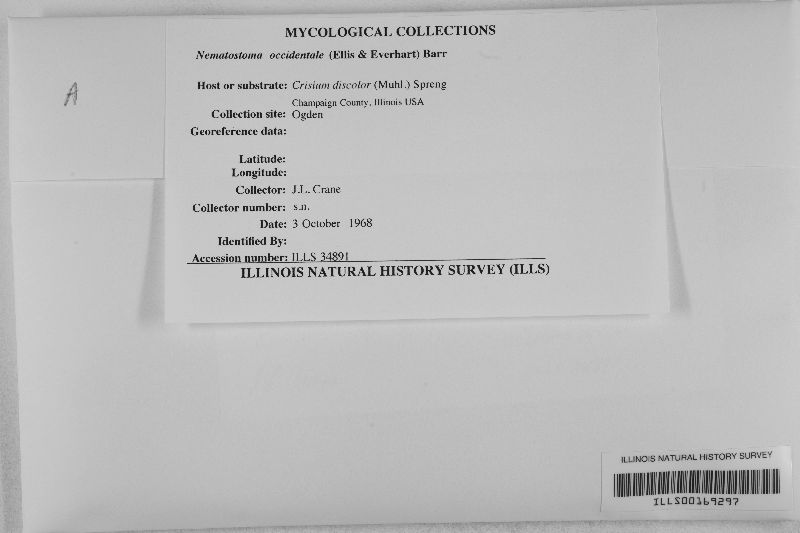 MYCOLOGICAL COLLECTIONS
Nematostoma occidentale (Ellis & Everhart) Barr
A
Host or substrate: Crisium discolor (Muhl.) Spreng
Champaign County, Illinois USA
Collection site: Ogden
Georeference data:
Latitude:
Longitude:
Collector: J.L. Crane
Collector number: s.n.
Date: 3 October 1968
Identified By:
Accession number: ILLS 34891
ILLINOIS NATURAL HISTORY SURVEY (ILLS)
ILLINOIS NATURAL HISTORY SURVEY
ILLS00169297